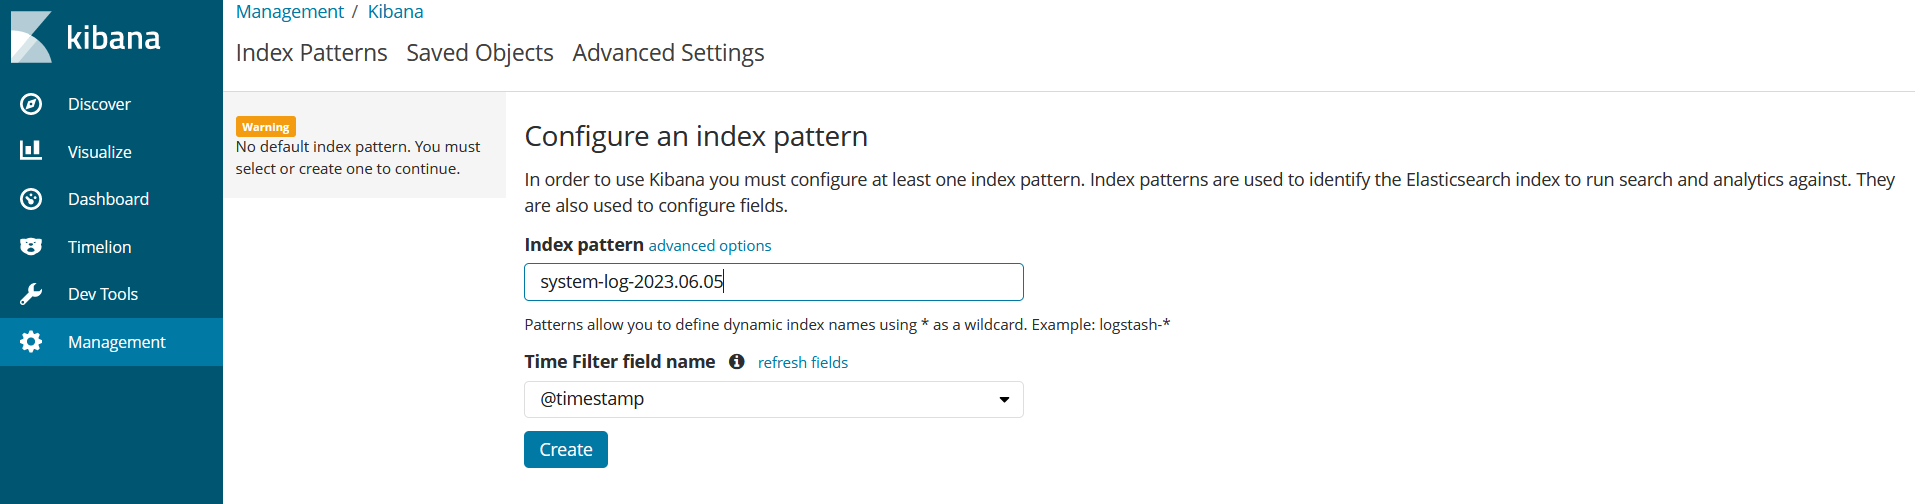 kibana
Discover
Visualize
Dashboard
Timelion
Dev Tools
Management
Management / Kibana
Index Patterns Saved Objects Advanced Settings
Warning
No default index pattern. You must
select or create one to continue.
Configure an index pattern
In order to use Kibana you must configure at least one index pattern. Index patterns are used to identify the Elasticsearch index to run search and analytics against. They
are also used to configure fields.
Index pattern advanced options
system-log-2023.06.05
Patterns allow you to define dynamic index names using * as a wildcard. Example: logstash-*
Time Filter field name refresh fields
@timestamp
Create